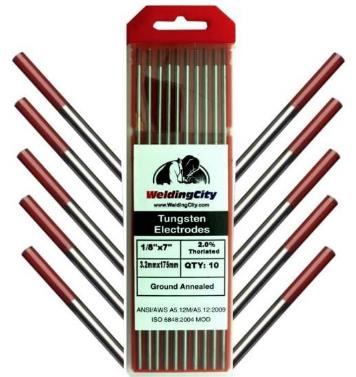 WeldingCity
www.WeldingCity.com
Tungsten
Electrodes
1/8"x7"
2.0%
Thoriated
3.2mmx175mm
QTY: 10
Ground Annealed
ANSI/AWS A5.12M/A5.12:2009
ISO 6848:2004 MOD